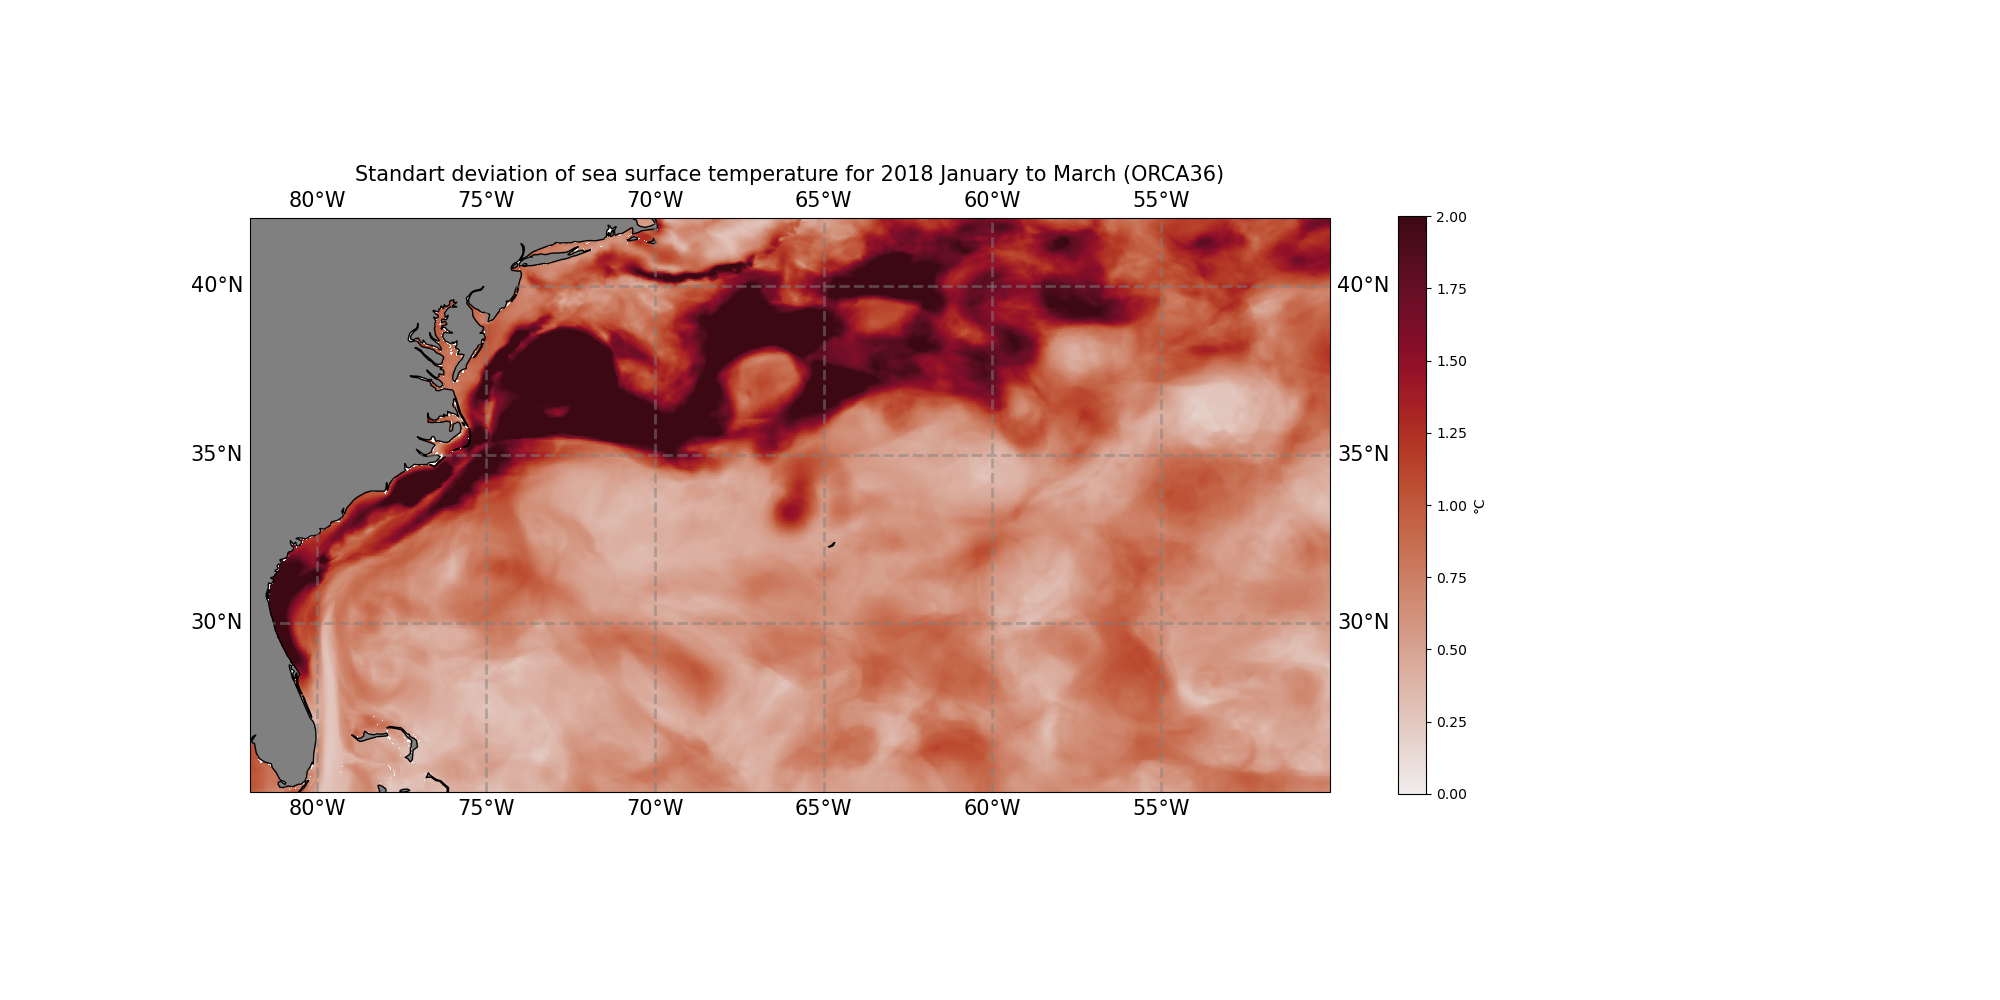 Standart deviation of sea surface temperature for 2018 January to March (ORCA36)
80°W 75°W 70°W 65°W 60°W 55°W
40°N 40°N
35°N 35°N
30°N 30°N
80°W 75°W 70°W 65°W 60°W 55°W
2.00
1.75
1.50
1.25
1.00
0.75
0.50
0.25
0.00
°C